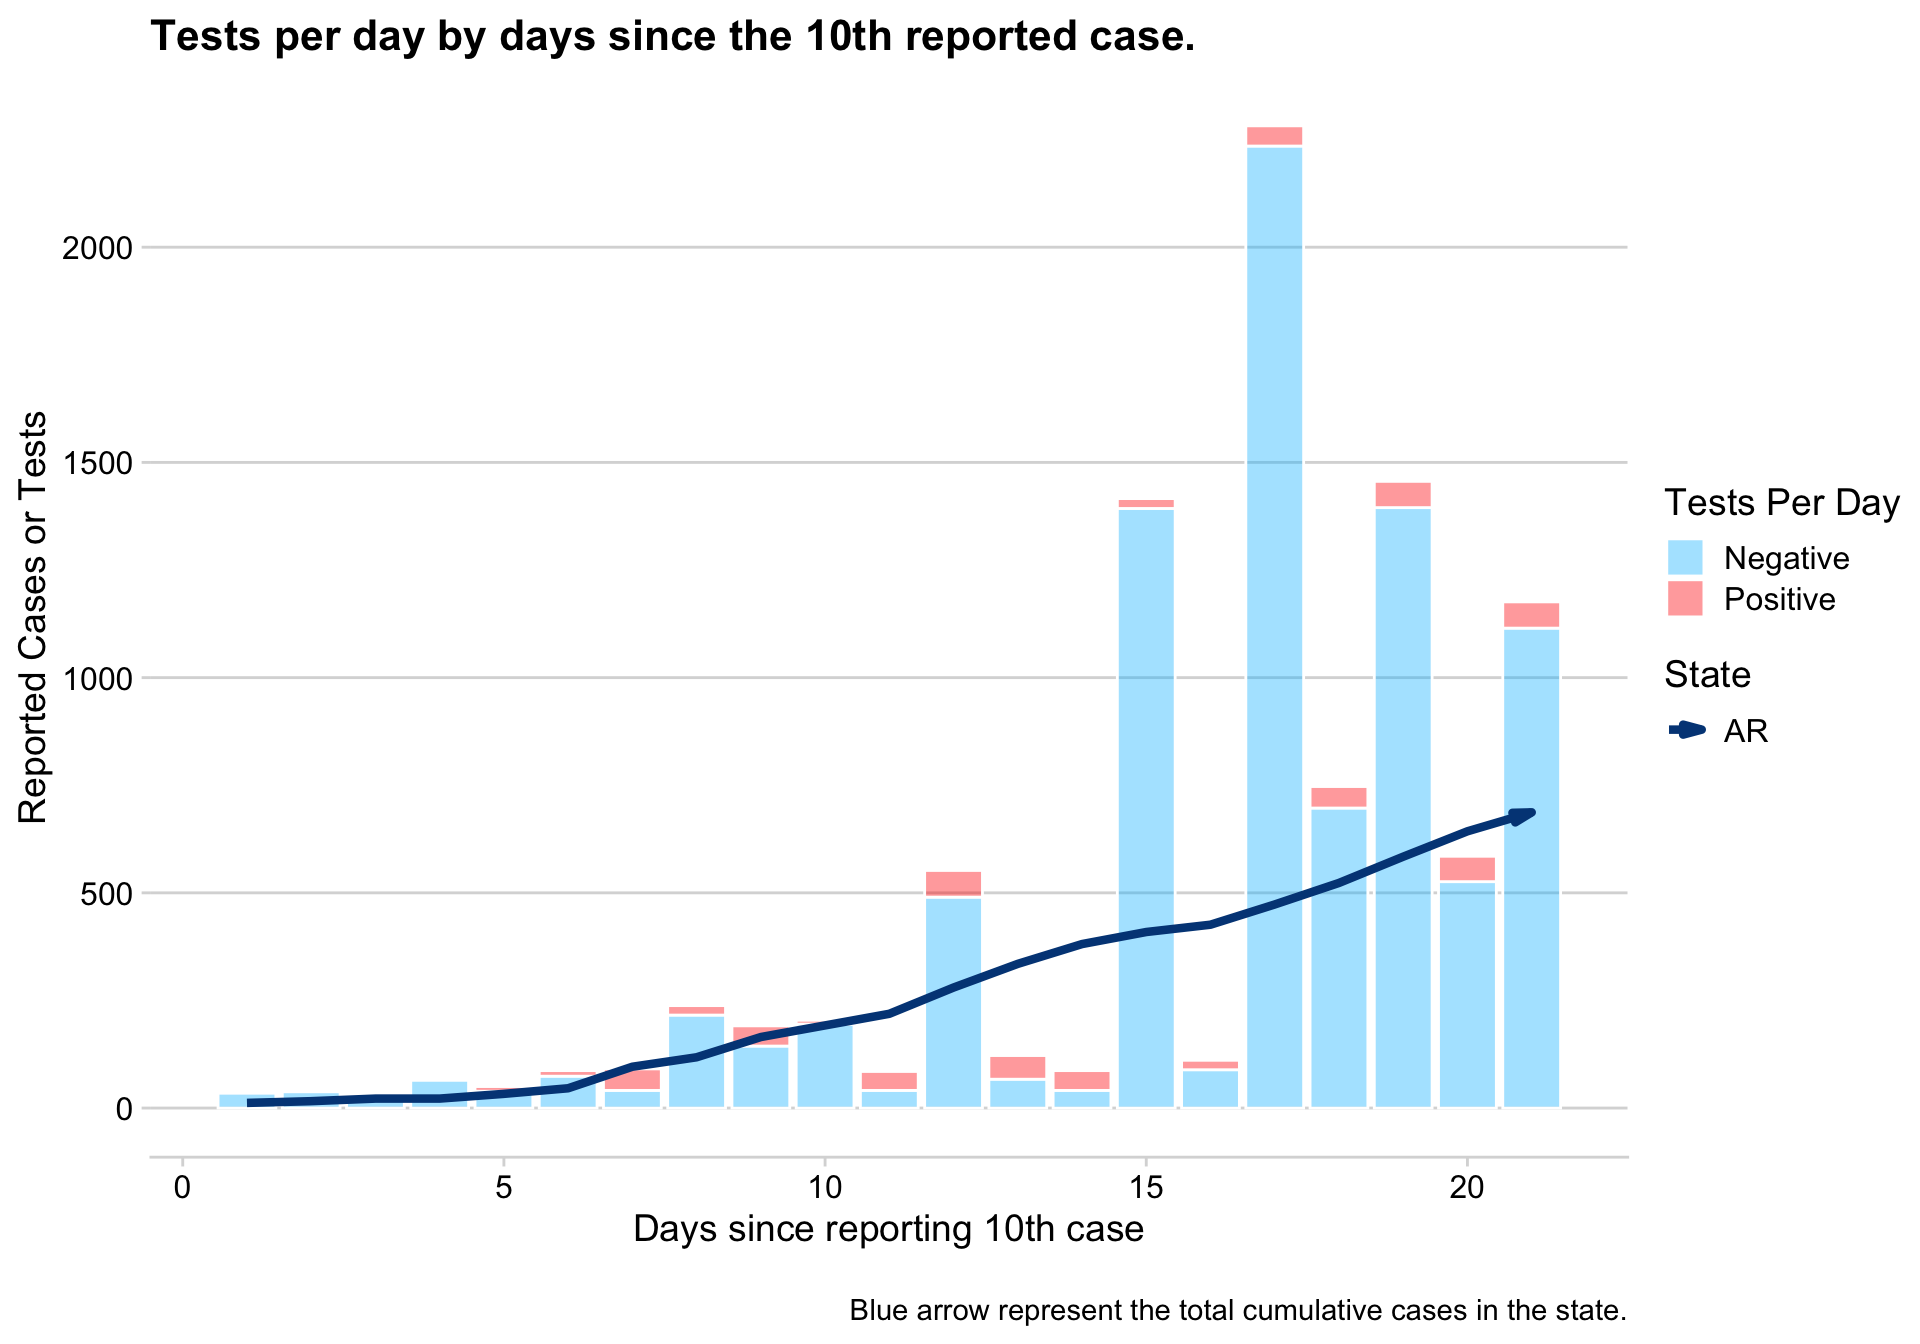 Tests per day by days since the 10th reported case.
Reported Cases or Tests
2000
1500
1000
500
0
0 5 10 15 20
Days since reporting 10th case
Tests Per Day
Negative
Positive
State
AR
Blue arrow represent the total cumulative cases in the state.